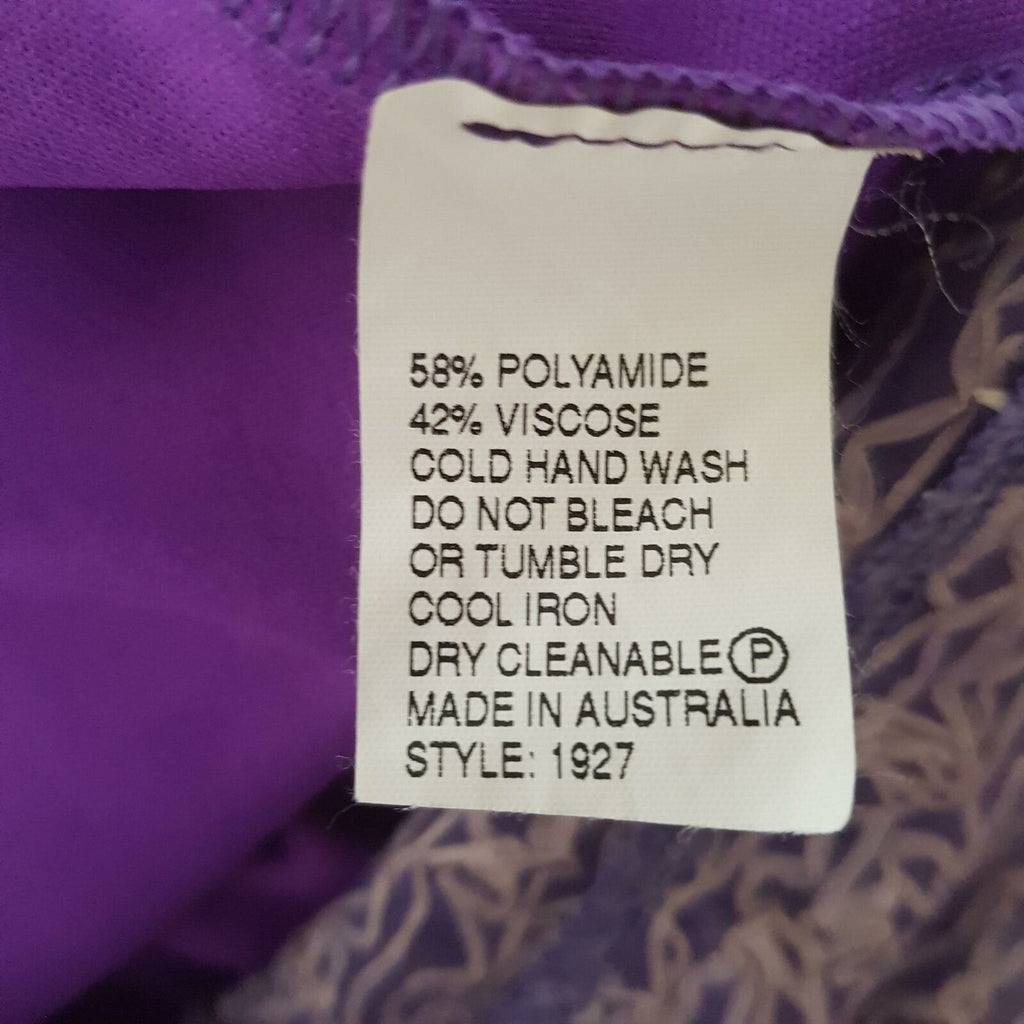 58% POLYAMIDE
42% VISCOSE
COLD HAND WASH
DO NOT BLEACH
OR TUMBLE DRY
COOL IRON
DRY CLEANABLE Ⓟ
MADE IN AUSTRALIA
STYLE: 1927